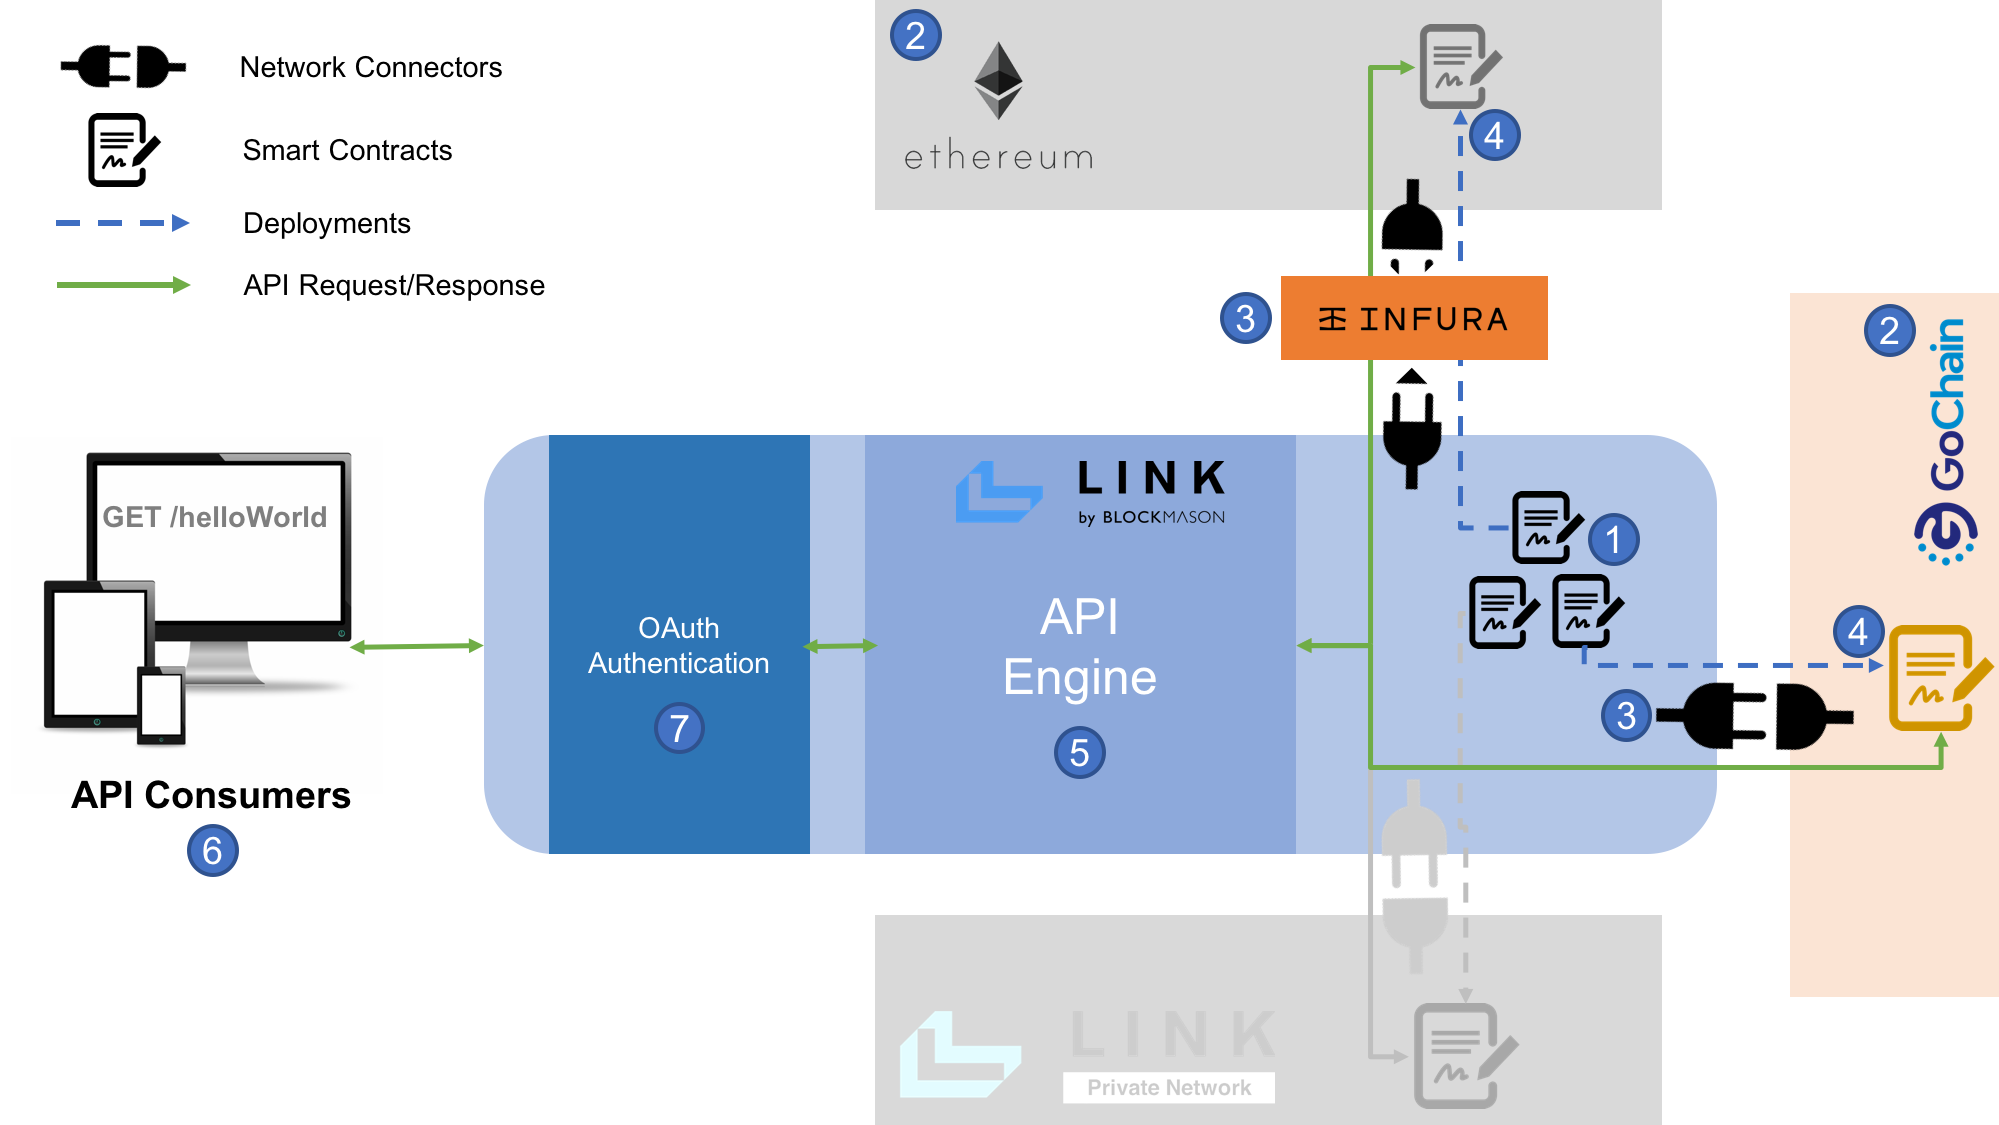 Network Connectors
Smart Contracts
Deployments
API Request/Response
2
ethereum
4
3
INFURA
2
GoChain
GET /helloWorld
API Consumers
6
OAuth
Authentication
7
LINK
by BLOCKMASON
API
Engine
5
1
3
4
LINK
Private Network